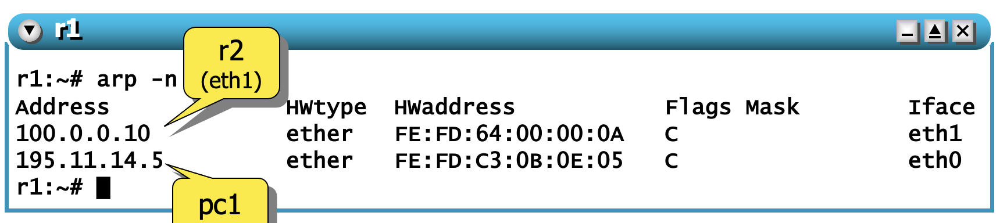 r1
r2
(eth1)
r1:~# arp -n
Address HWtype HWaddress Flags Mask Iface
100.0.0.10 ether FE:FD:64:00:00:0A C eth1
195.11.14.5 ether FE:FD:C3:0B:0E:05 C eth0
r1:~#
pc1